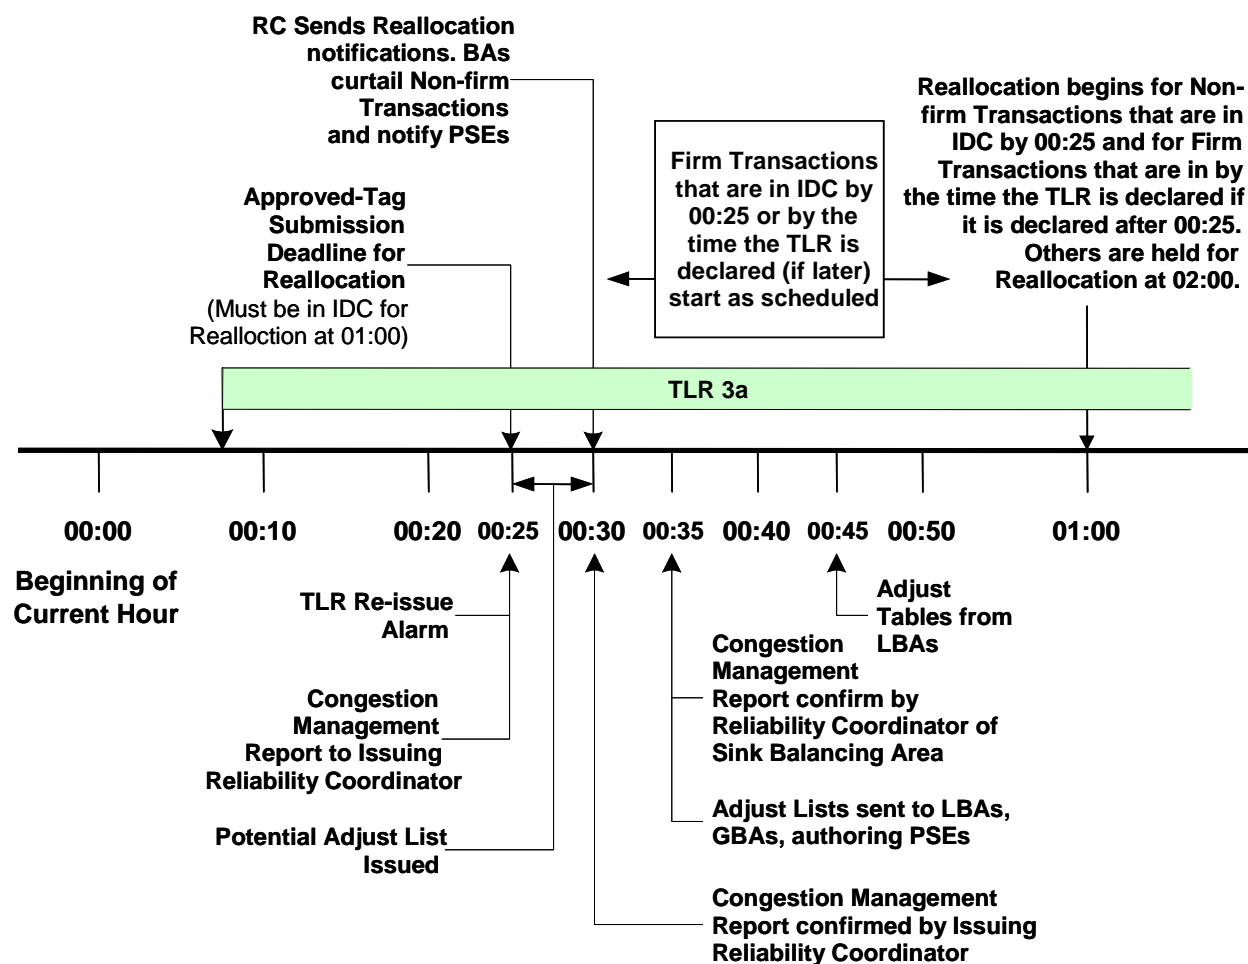 RC Sends Reallocation
notifications. BAs
curtail Non-firm
Transactions
and notify PSEs
Approved-Tag
Submission
Deadline for
Reallocation
(Must be in IDC for
Realloction at 01:00)
Firm Transactions
that are in IDC by
00:25 or by the
time the TLR is
declared (if later)
start as scheduled
Reallocation begins for Non-
firm Transactions that are in
IDC by 00:25 and for Firm
Transactions that are in by
the time the TLR is declared if
it is declared after 00:25.
Others are held for
Reallocation at 02:00.
TLR 3a
00:00
00:10
00:20
00:25
00:30
00:35
00:40
00:45
00:50
01:00
Beginning of
Current Hour
TLR Re-issue
Alarm
Congestion
Management
Report to Issuing
Reliability Coordinator
Potential Adjust List
Issued
Adjust
Tables from
LBAs
Congestion
Management
Report confirm by
Reliability Coordinator of
Sink Balancing Area
Adjust Lists sent to LBAs,
GBAs, authoring PSEs
Congestion Management
Report confirmed by Issuing
Reliability Coordinator